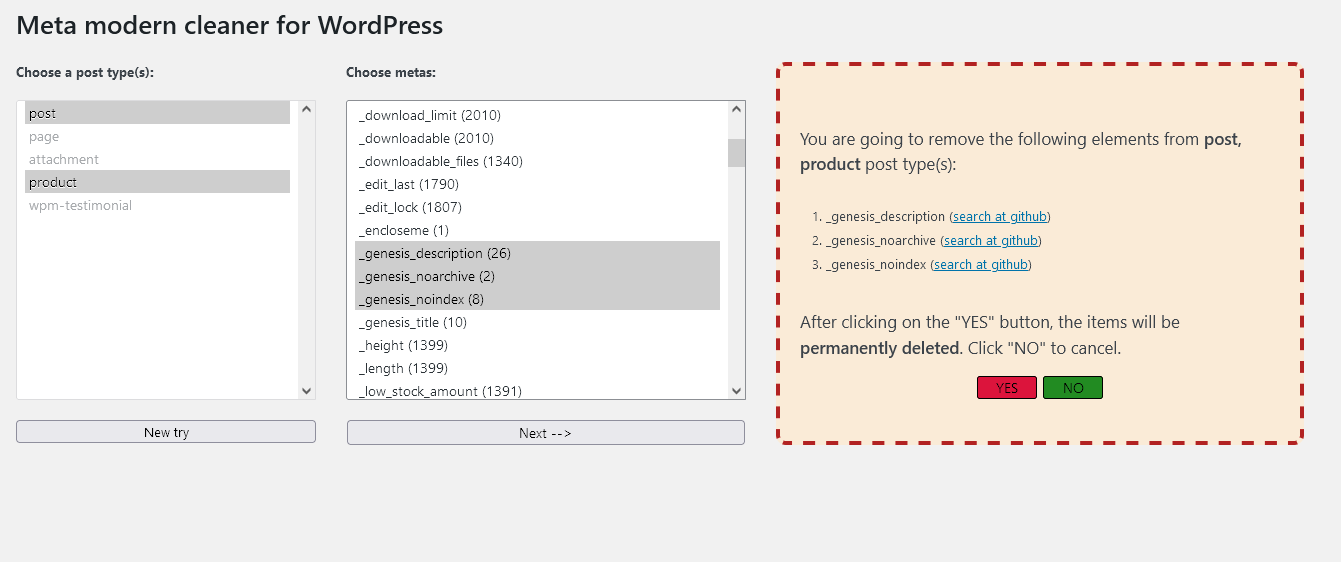 Meta modern cleaner for WordPress
Choose a post type(s):
post
page
attachment
product
wpm-testimonial
New try
Choose metas:
_download_limit (2010)
_downloadable (2010)
_downloadable_files (1340)
_edit_last (1790)
_edit_lock (1807)
_encloseme (1)
_genesis_description (26)
_genesis_noarchive (2)
_genesis_noindex (8)
_genesis_title (10)
_height (1399)
_length (1399)
_low_stock_amount (1391)
Next -->
You are going to remove the following elements from post,
product post type(s):
1. _genesis_description (search at github)
2. _genesis_noarchive (search at github)
3. _genesis_noindex (search at github)
After clicking on the "YES" button, the items will be
permanently deleted. Click "NO" to cancel.
YES NO